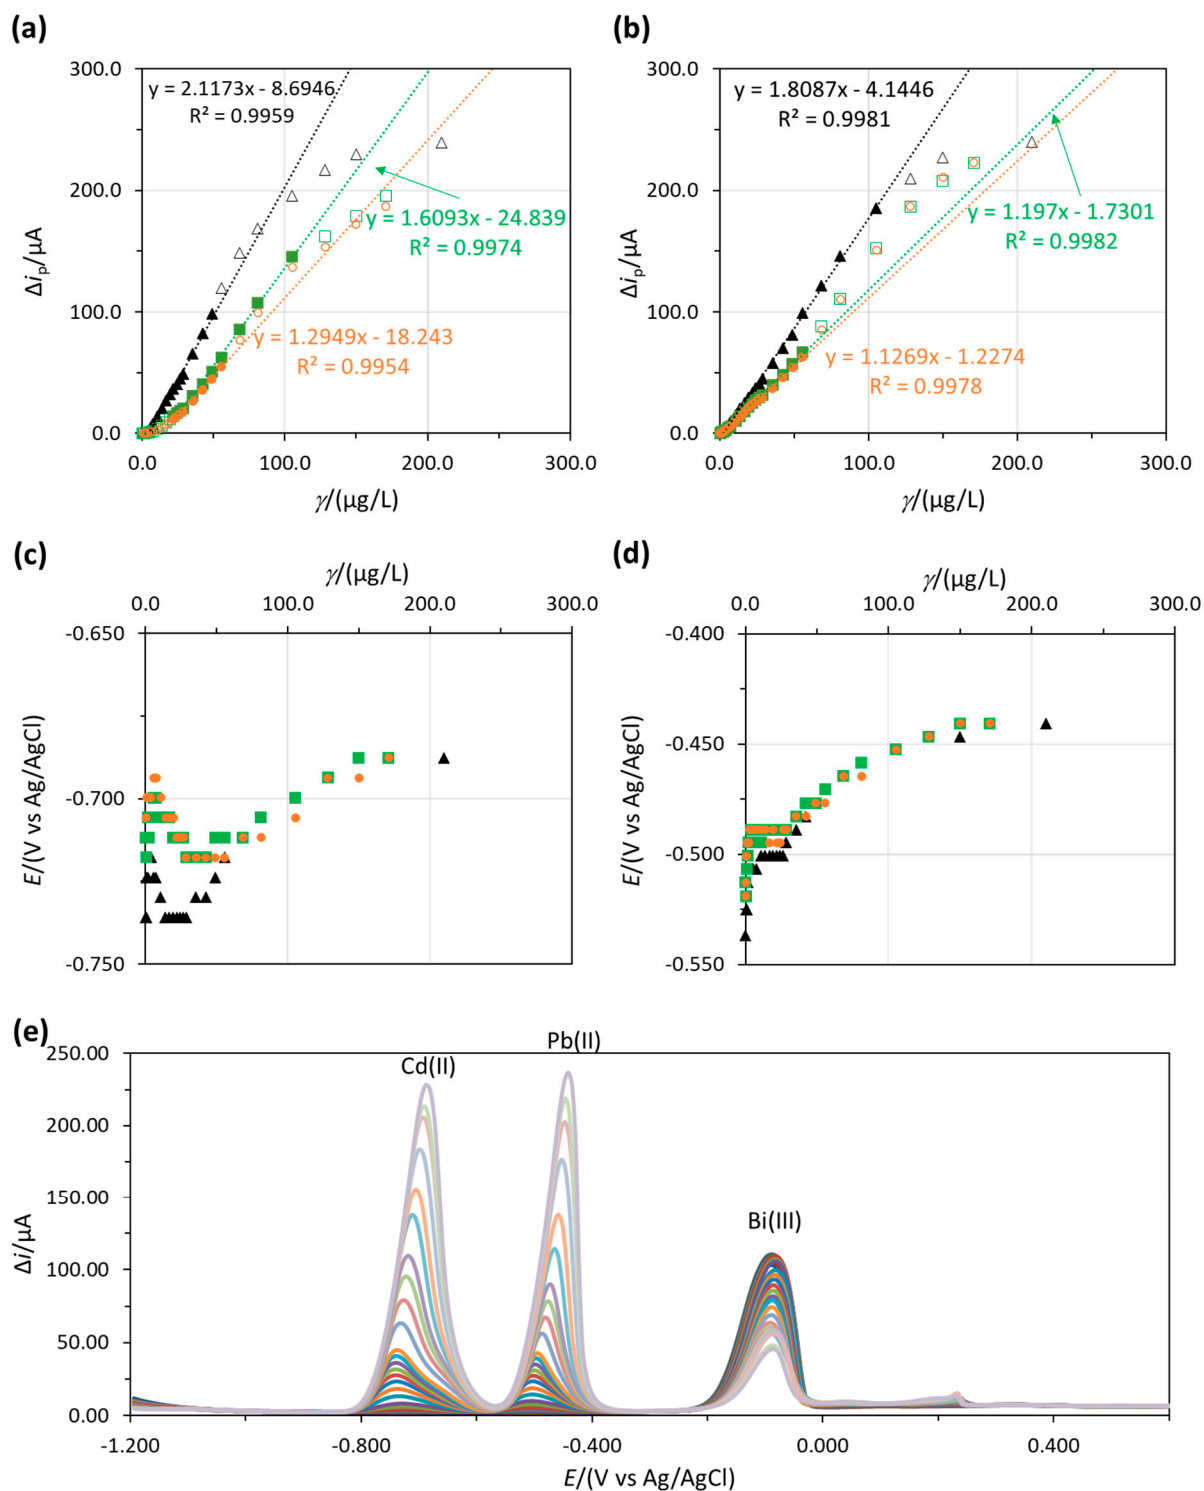 (a)
300.0
y = 2.1173x - 8.6946
R² = 0.9959
200.0
y = 1.6093x - 24.839
R² = 0.9974
100.0
y = 1.2949x - 18.243
R² = 0.9954
0.0
0.0 100.0 200.0 300.0
Δip/µA
γ/(µg/L)
(b)
300.0
y = 1.8087x - 4.1446
R² = 0.9981
200.0
y = 1.197x - 1.7301
R² = 0.9982
100.0
y = 1.1269x - 1.2274
R² = 0.9978
0.0
0.0 100.0 200.0 300.0
Δip/µA
γ/(µg/L)
(c)
γ/(µg/L)
0.0 100.0 200.0 300.0
-0.650
-0.700
-0.750
E/(V vs Ag/AgCl)
(d)
γ/(µg/L)
0.0 100.0 200.0 300.0
-0.400
-0.450
-0.500
-0.550
E/(V vs Ag/AgCl)
(e)
250.00
200.00
150.00
100.00
50.00
0.00
Δi/µA
Cd(II)
Pb(II)
Bi(III)
-1.200 -0.800 -0.400 0.000 0.400
E/(V vs Ag/AgCl)